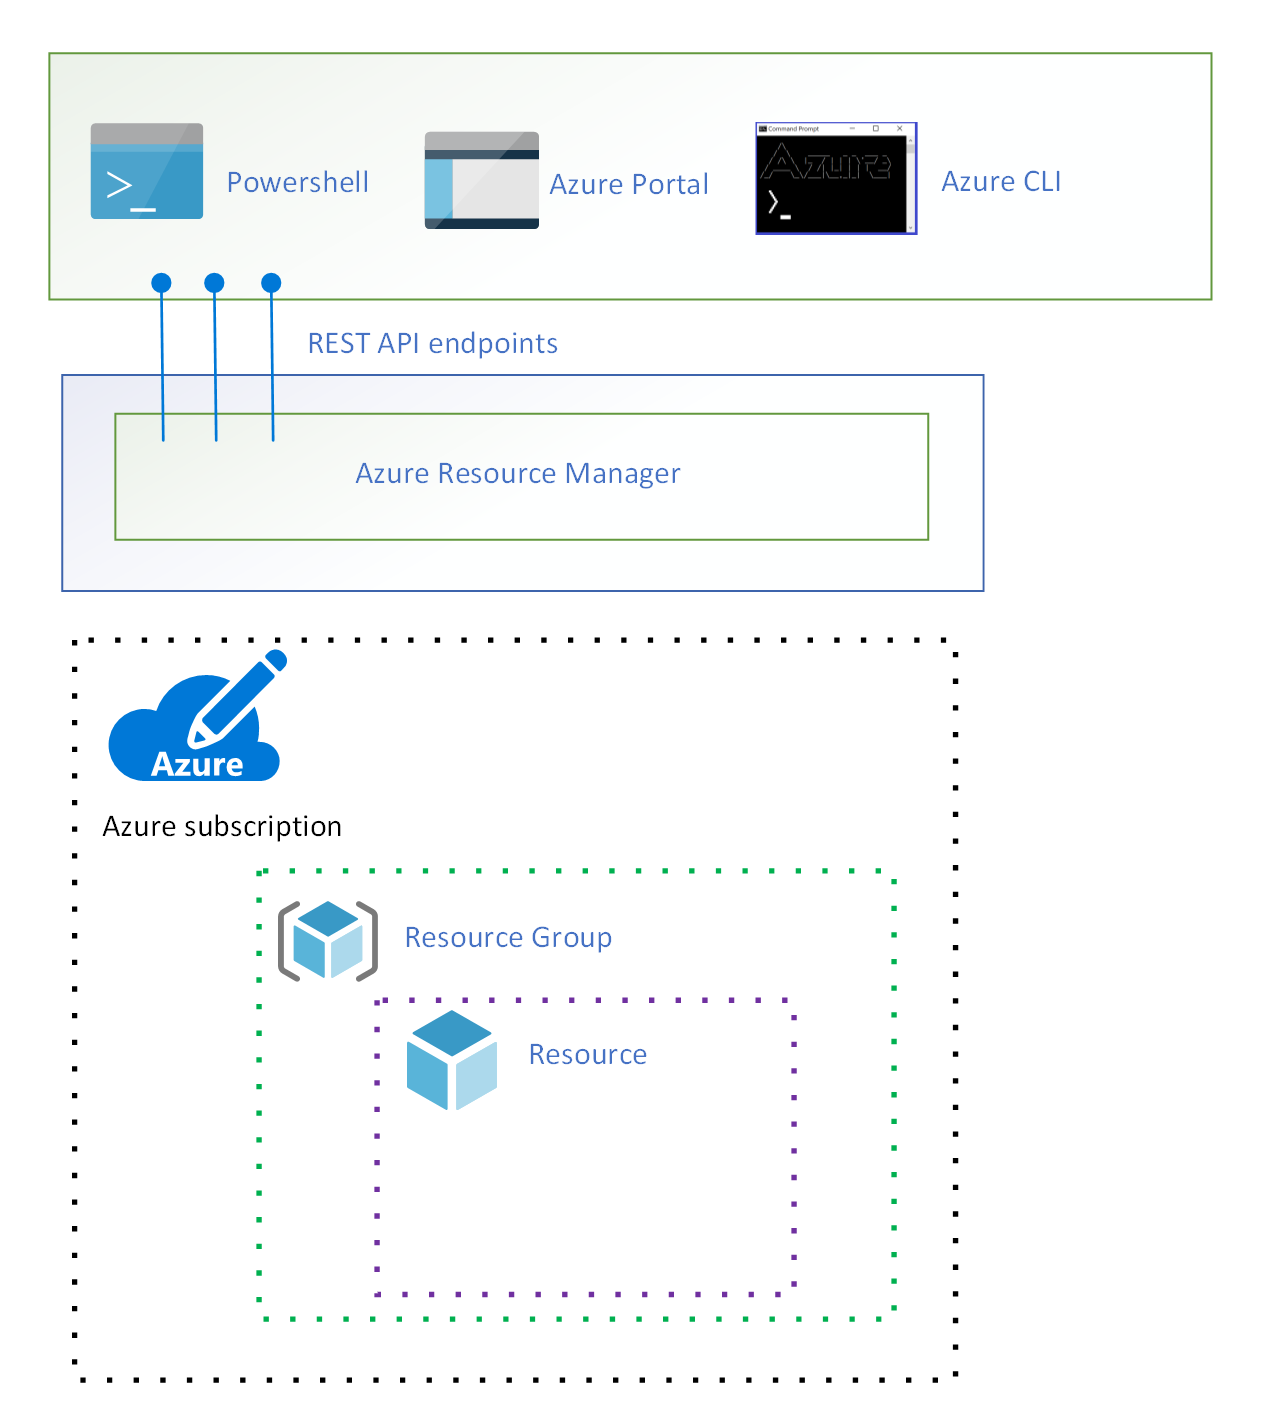 Powershell
Azure Portal
Command Prompt
Azure
Azure CLI
REST API endpoints
Azure Resource Manager
Azure
Azure subscription
Resource Group
Resource